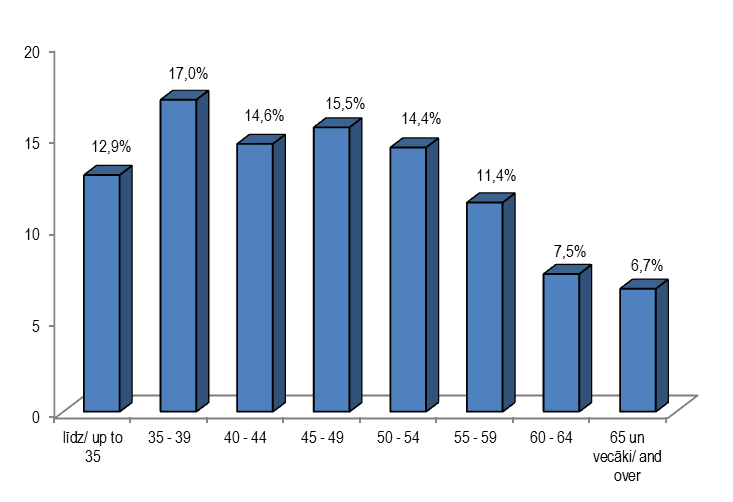 20
15
10
5
0
12,9%
17,0%
14,6%
15,5%
14,4%
11,4%
7,5%
6,7%
līdz/ up to
35
35 - 39
40 - 44
45 - 49
50 - 54
55 - 59
60 - 64
65 un
vecāki/ and
over